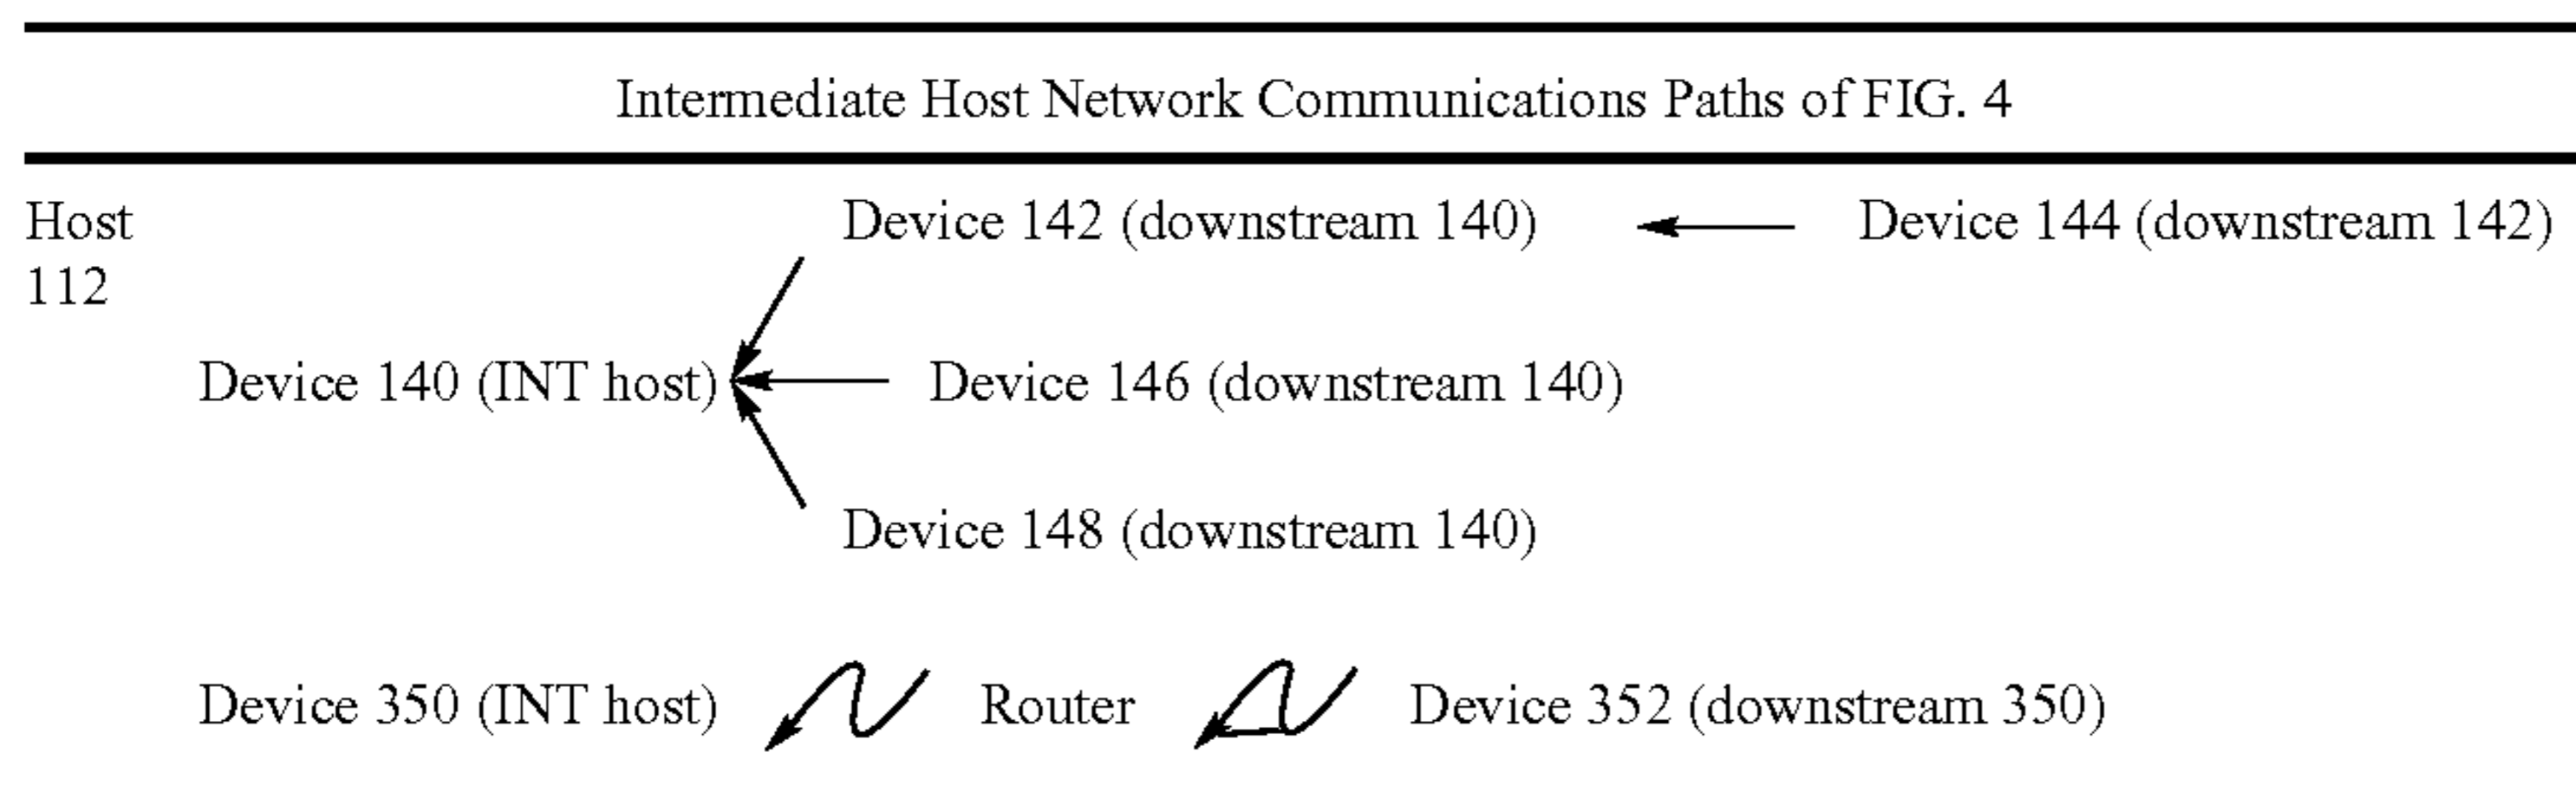 Intermediate Host Network Communications Paths of FIG. 4
Host Device 142 (downstream 140) Device 144 (downstream 142)
112
Device 140 (INT host) Device 146 (downstream 140)
Device 148 (downstream 140)
Device 350 (INT host) Router Device 352 (downstream 350)